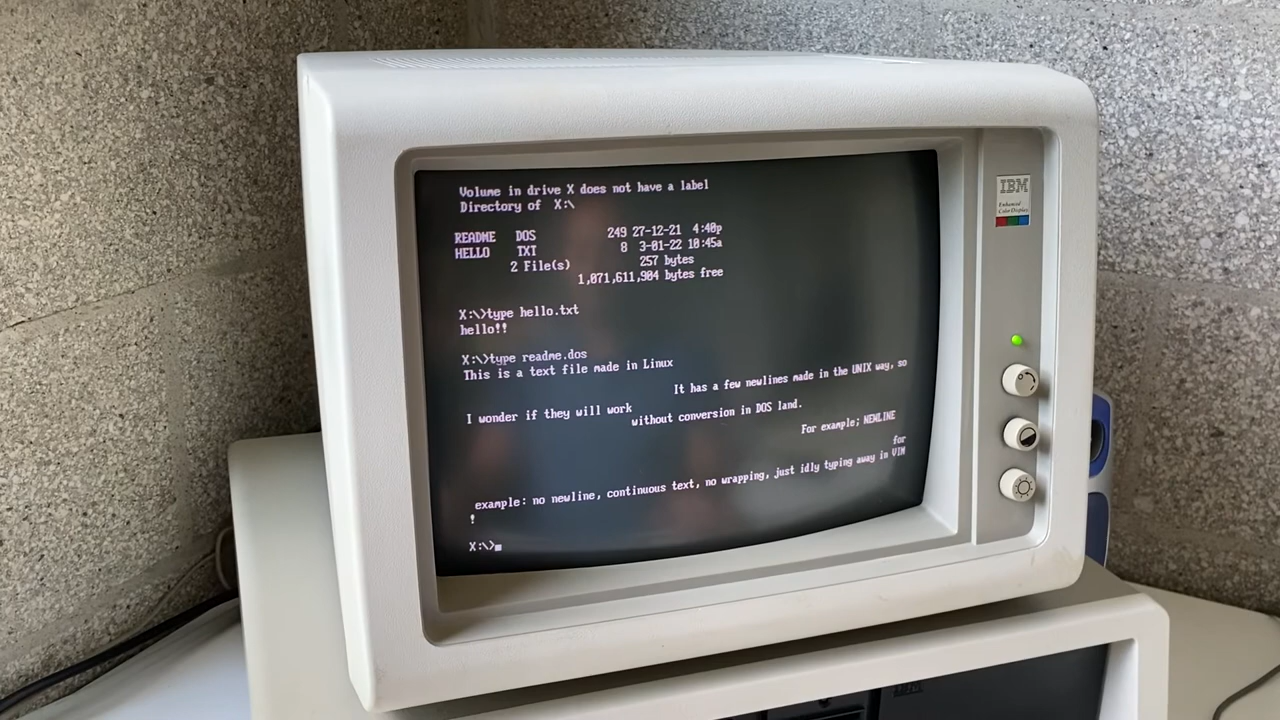 Volume in drive X does not have a label
Directory of  X:\
README   DOS          249 27-12-21  4:40p
HELLO    TXT            8  3-01-22 10:45a
2 File(s)          257 bytes
1,071,611,904 bytes free
X:\>type hello.txt
hello!!
X:\>type readme.dos
This is a text file made in Linux
It has a few newlines made in the UNIX way, so
I wonder if they will work
without conversion in DOS land.
For example; NEWLINE
for
example: no newline, continuous text, no wrapping, just idly typing away in VIM
!
X:\>
IBM
Enhanced
Color Display
IBM